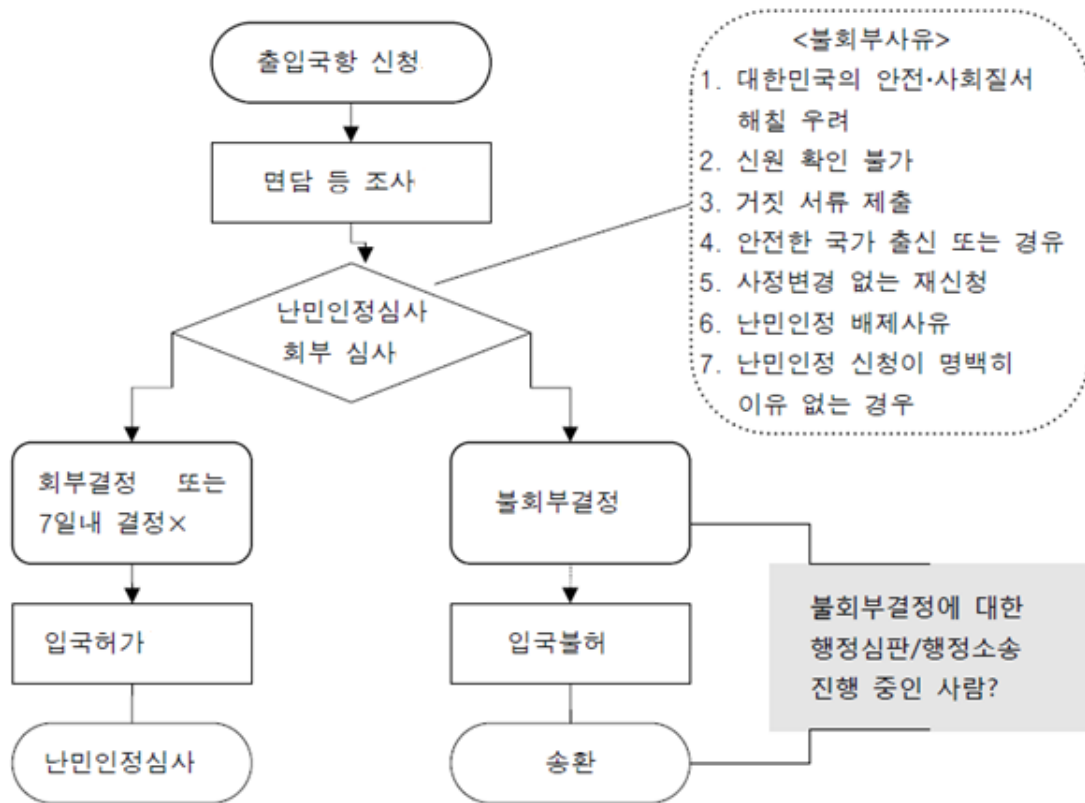 출입국항 신청
면담 등 조사
난민인정심사
회부 심사
<불회부사유>
1. 대한민국의 안전·사회질서
해칠 우려
2. 신원 확인 불가
3. 거짓 서류 제출
4. 안전한 국가 출신 또는 경유
5. 사정변경 없는 재신청
6. 난민인정 배제사유
7. 난민인정 신청이 명백히
이유 없는 경우
회부결정 또는
7일내 결정×
불회부결정
입국허가
입국불허
불회부결정에 대한
행정심판/행정소송
진행 중인 사람?
난민인정심사
송환